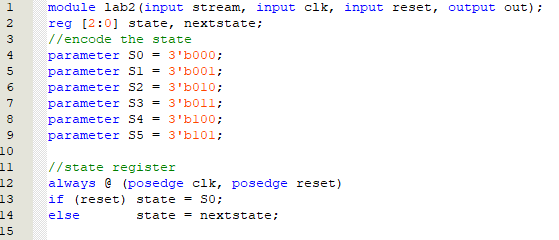 1 module lab2(input stream, input clk, input reset, output out);
2 reg [2:0] state, nextstate;
3 //encode the state
4 parameter S0 = 3'b000;
5 parameter S1 = 3'b001;
6 parameter S2 = 3'b010;
7 parameter S3 = 3'b011;
8 parameter S4 = 3'b100;
9 parameter S5 = 3'b101;
10
11 //state register
12 always @ (posedge clk, posedge reset)
13 if (reset) state = S0;
14 else state = nextstate;
15